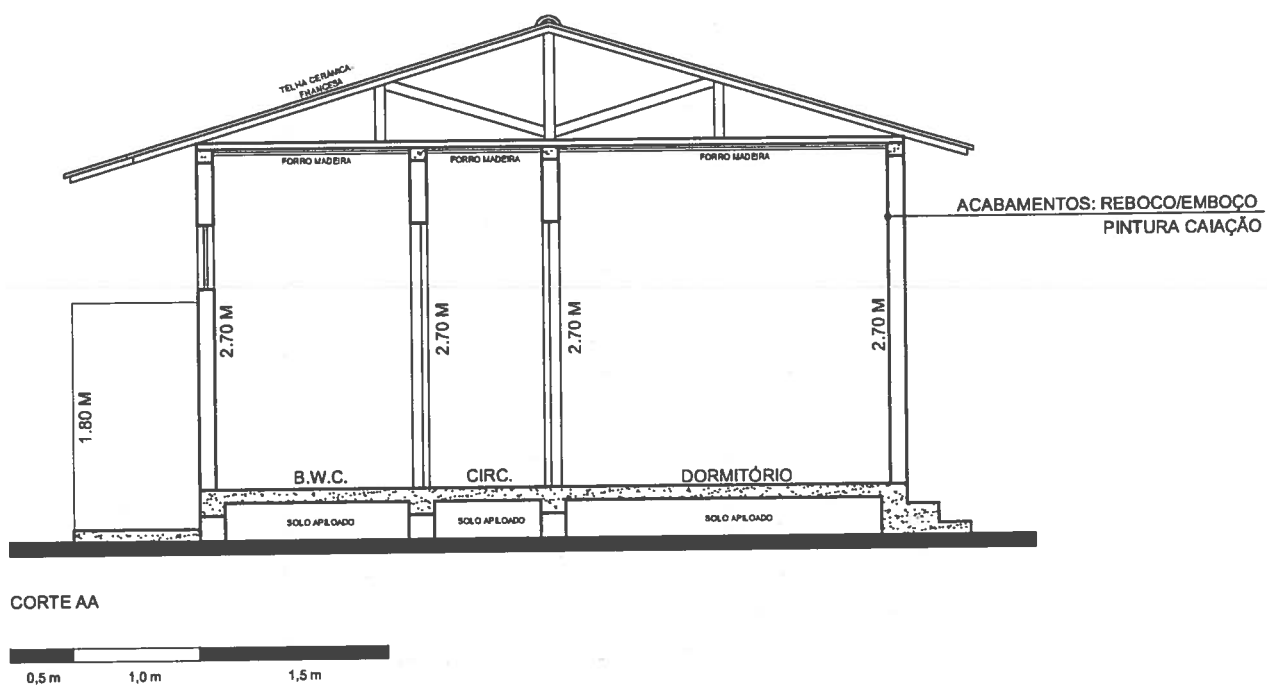 TELHA CERÂMICA
FRANCESA
FORRO MADEIRA
FORRO MADEIRA
FORRO MADEIRA
ACABAMENTOS: REBOCO/EMBOÇO
PINTURA CAIAÇÃO
2.70 M
2.70 M
2.70 M
2.70 M
1.80 M
B.W.C.
CIRC.
DORMITÓRIO
SOLO APILOADO
SOLO APILOADO
SOLO APILOADO
CORTE AA
0,5 m
1,0 m
1,5 m